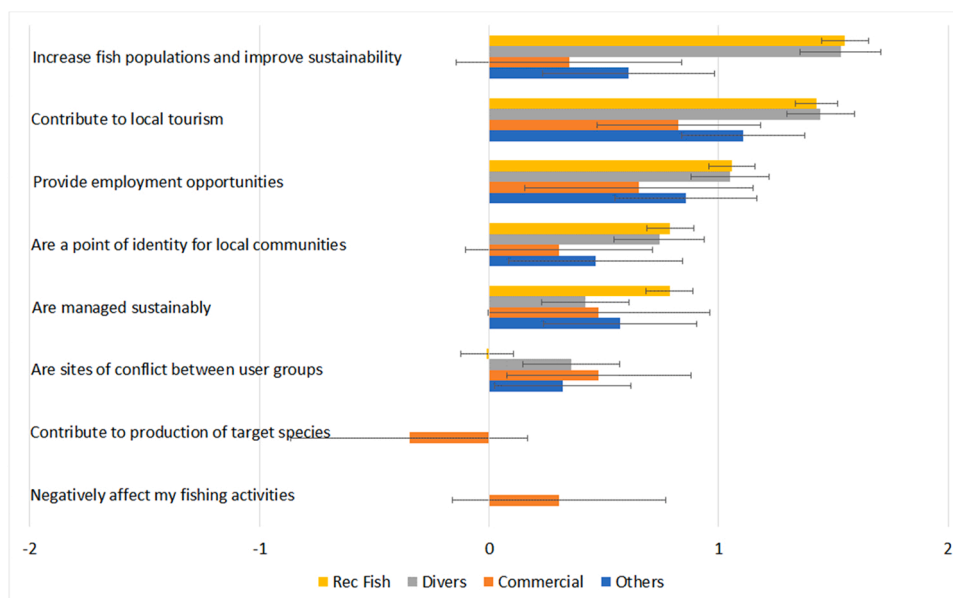 Increase fish populations and improve sustainability
Contribute to local tourism
Provide employment opportunities
Are a point of identity for local communities
Are managed sustainably
Are sites of conflict between user groups
Contribute to production of target species
Negatively affect my fishing activities
-2 -1 0 1 2
Rec Fish Divers Commercial Others